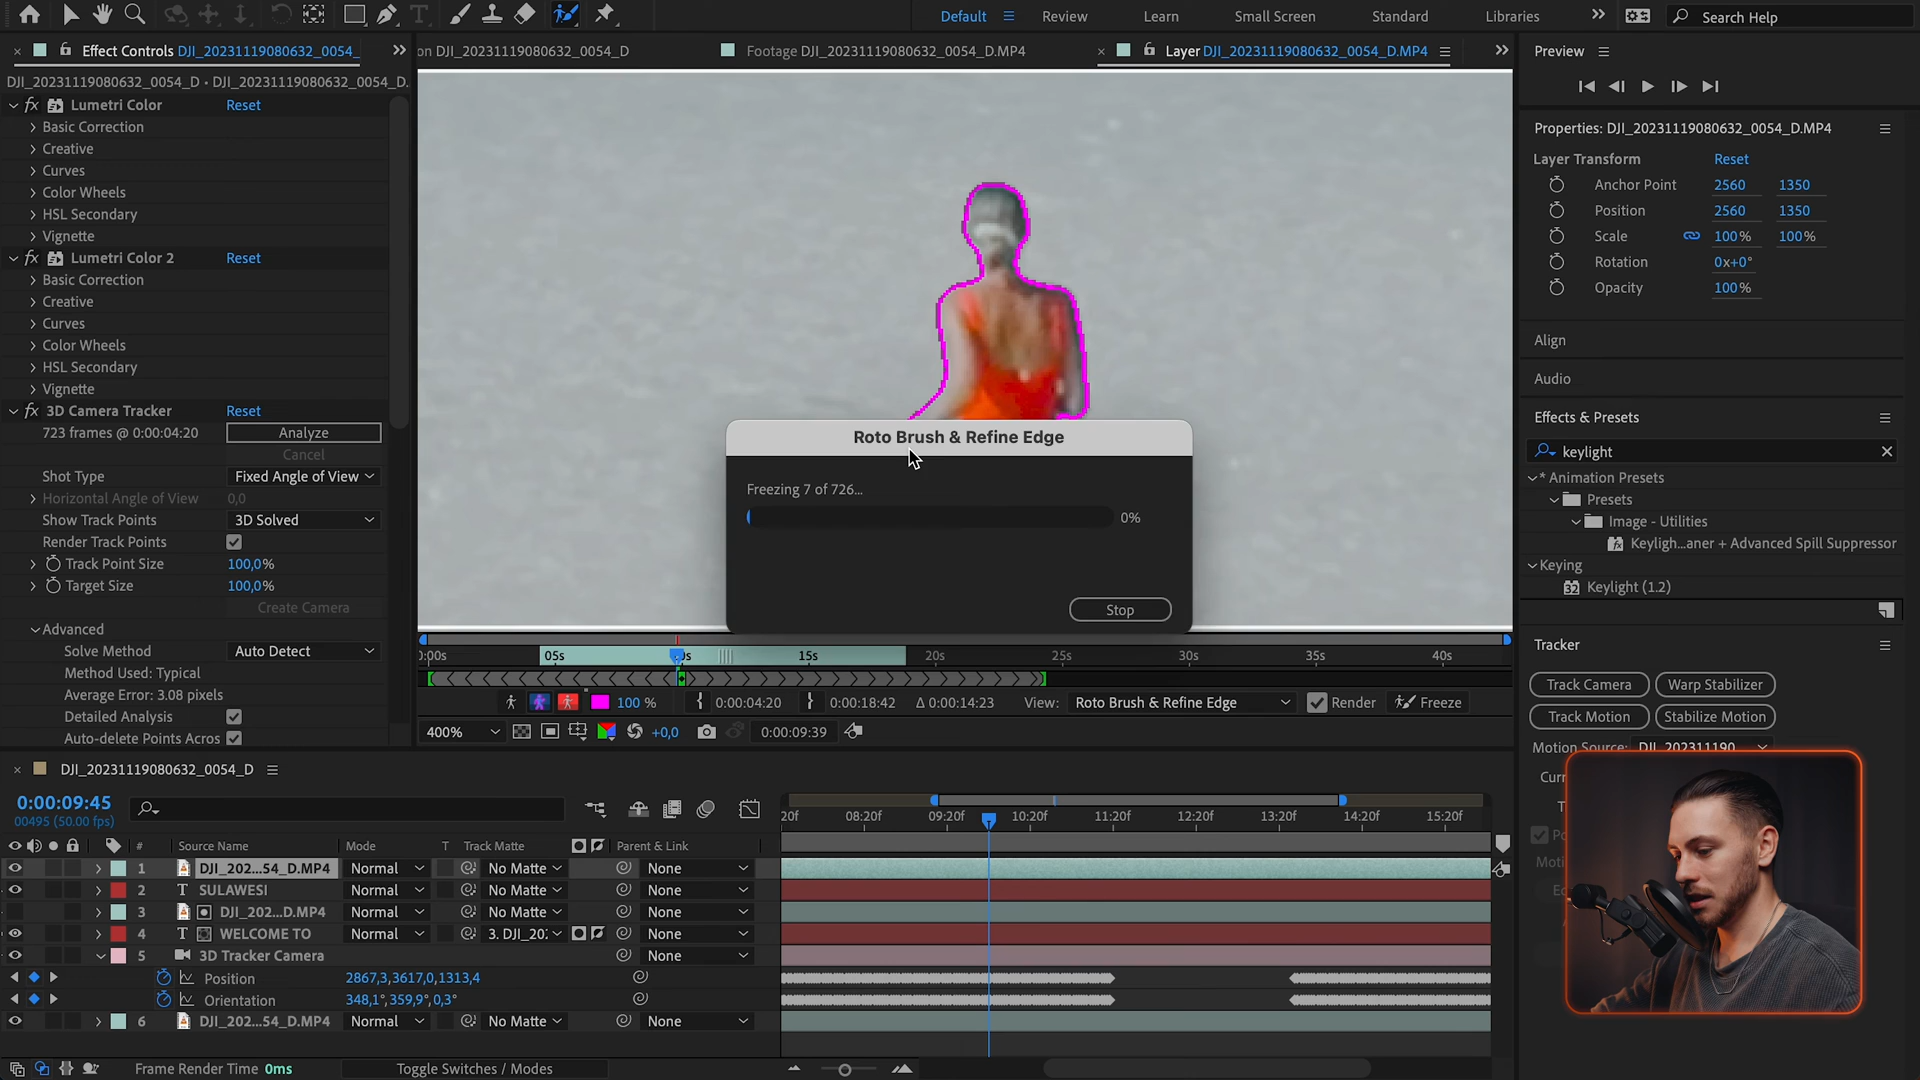 Default
Review
Learn
Small Screen
Standard
Libraries
Search Help
Effect Controls DJI_20231119080632_0054_
on DJI_20231119080632_0054_D
Footage DJI_20231119080632_0054_D.MP4
Layer DJI_20231119080632_0054_D.MP4
Preview
DJI_20231119080632_0054_D • DJI_20231119080632_0054_D.
fx Lumetri Color Reset
Basic Correction
Creative
Curves
Color Wheels
HSL Secondary
Vignette
fx Lumetri Color 2 Reset
Basic Correction
Creative
Curves
Color Wheels
HSL Secondary
Vignette
fx 3D Camera Tracker Reset
723 frames @ 0:00:04:20 Analyze
Cancel
Shot Type Fixed Angle of View
Horizontal Angle of View 0,0
Show Track Points 3D Solved
Render Track Points
Track Point Size 100,0%
Target Size 100,0%
Create Camera
Advanced
Solve Method Auto Detect
Method Used: Typical
Average Error: 3.08 pixels
Detailed Analysis
Auto-delete Points Acros
Roto Brush & Refine Edge
Freezing 7 of 726...
0%
Stop
0:00s 05s 15s 20s 25s 30s 35s 40s
100 % 0:00:04:20 0:00:18:42 Δ 0:00:14:23 View: Roto Brush & Refine Edge Render Freeze
400% +0,0 0:00:09:39
Properties: DJI_20231119080632_0054_D.MP4
Layer Transform Reset
Anchor Point 2560 1350
Position 2560 1350
Scale 100% 100%
Rotation 0x+0°
Opacity 100%
Align
Audio
Effects & Presets
keylight
* Animation Presets
Presets
Image - Utilities
Keyligh...aner + Advanced Spill Suppressor
Keying
32 Keylight (1.2)
Tracker
Track Camera Warp Stabilizer
Track Motion Stabilize Motion
Motion Source: DJI_202311190
Curr
DJI_20231119080632_0054_D
0:00:09:45
00495 (50.00 fps)
20f 08:20f 09:20f 10:20f 11:20f 12:20f 13:20f 14:20f 15:20f
# Source Name Mode T Track Matte Parent & Link
1 DJI_202...54_D.MP4 Normal No Matte None
2 T SULAWESI Normal No Matte None
3 DJI_202...D.MP4 Normal No Matte None
4 T WELCOME TO Normal 3. DJI_20: None
5 3D Tracker Camera None
Position 2867,3,3617,0,1313,4
Orientation 348,1°,359,9°,0,3°
6 DJI_202...54_D.MP4 Normal No Matte None
Frame Render Time 0ms
Toggle Switches / Modes